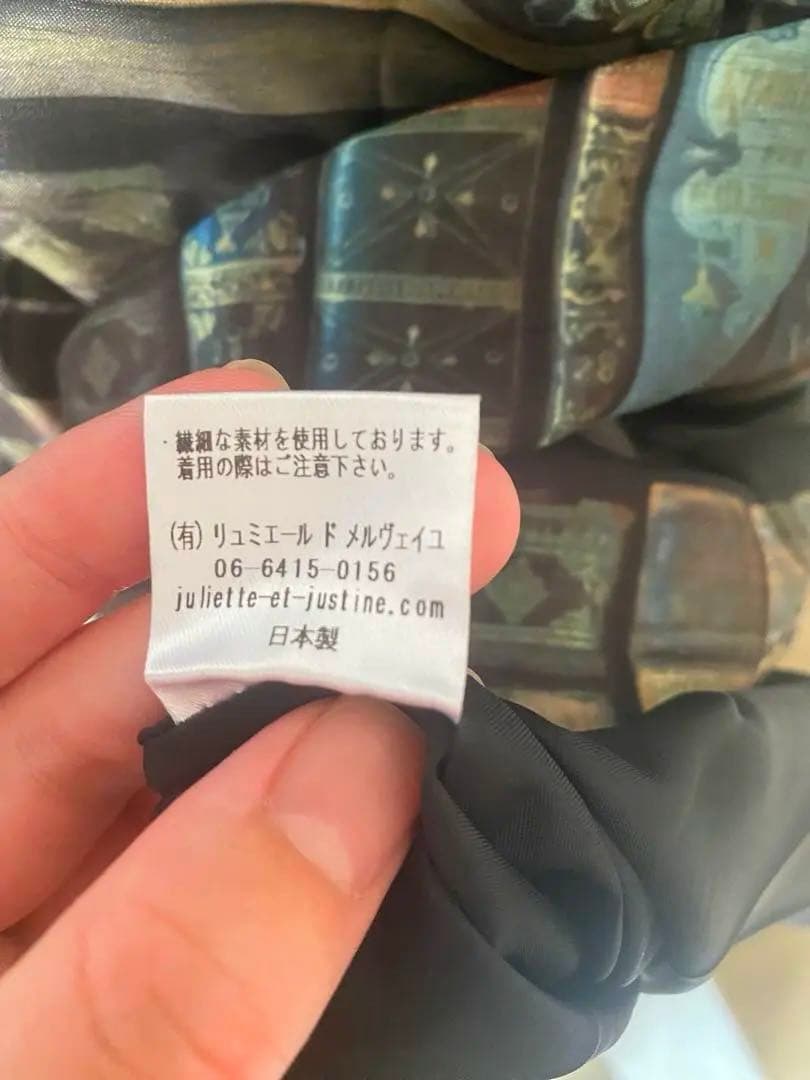 ・繊細な素材を使用しております。
着用の際はご注意下さい。
(有) リュミエール ド メルヴェイユ
06-6415-0156
juliette-et-justine.com
日本製